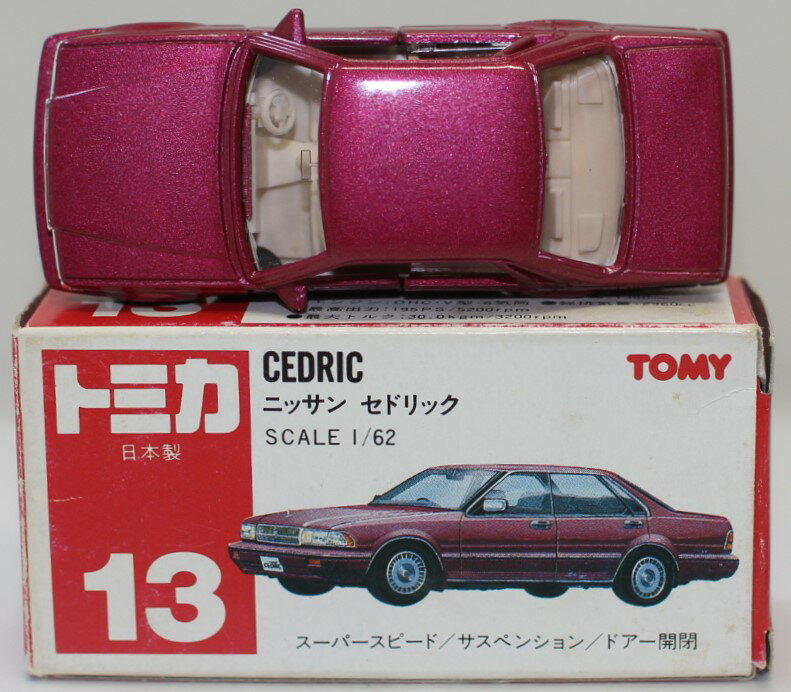 13
最高出力:195PS/5200rpm
●最大トルク:30.0kgm/3200rpm
トミカ
日本製
13
CEDRIC
ニッサン セドリック
SCALE 1/62
TOMY
CEDRIC
スーパースピード/サスペンション/ドアー開閉